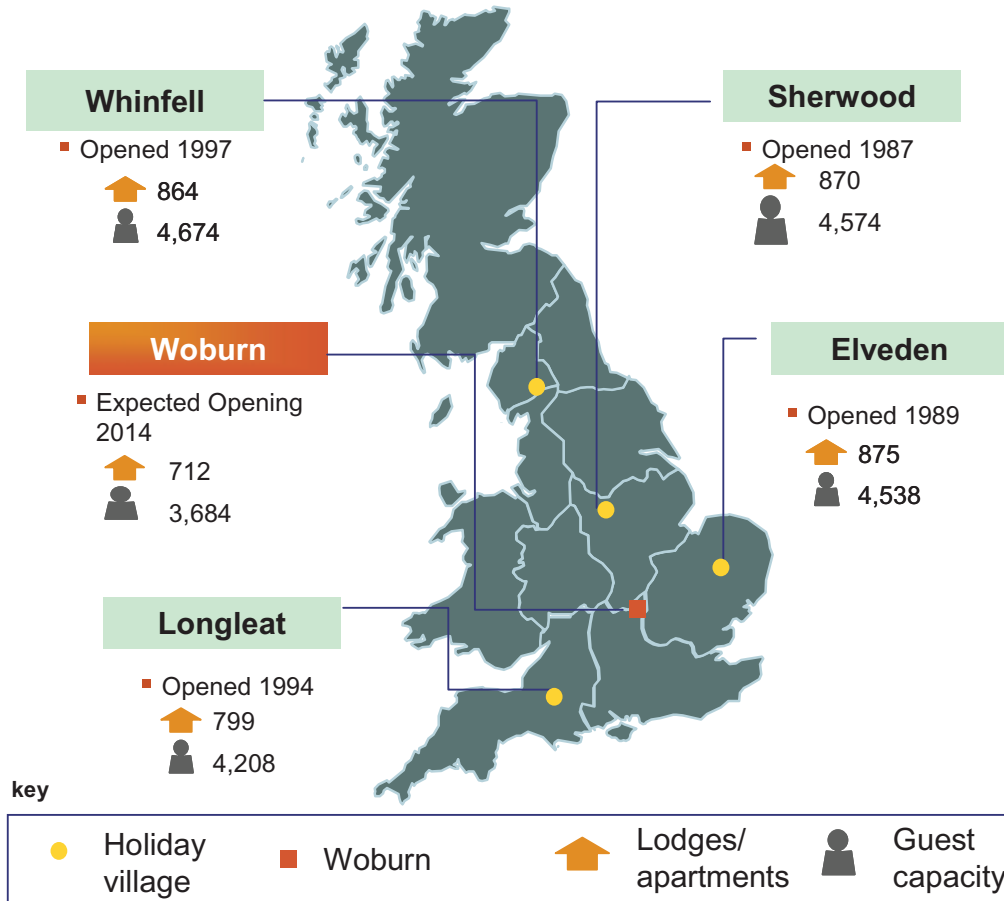 Whinfell
Opened 1997
864
4,674
Sherwood
Opened 1987
870
4,574
Woburn
Expected Opening
2014
712
3,684
Elveden
Opened 1989
875
4,538
Longleat
Opened 1994
799
4,208
key
Holiday
village
Woburn
Lodges/
apartments
Guest
capacity